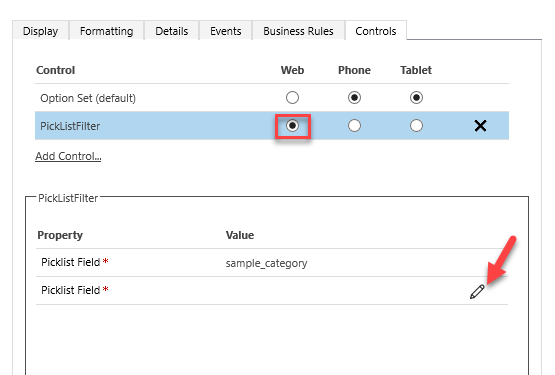 Display Formatting Details Events Business Rules Controls
Control Web Phone Tablet
Option Set (default)
PickListFilter
Add Control...
PickListFilter
Property Value
Picklist Field * sample_category
Picklist Field *